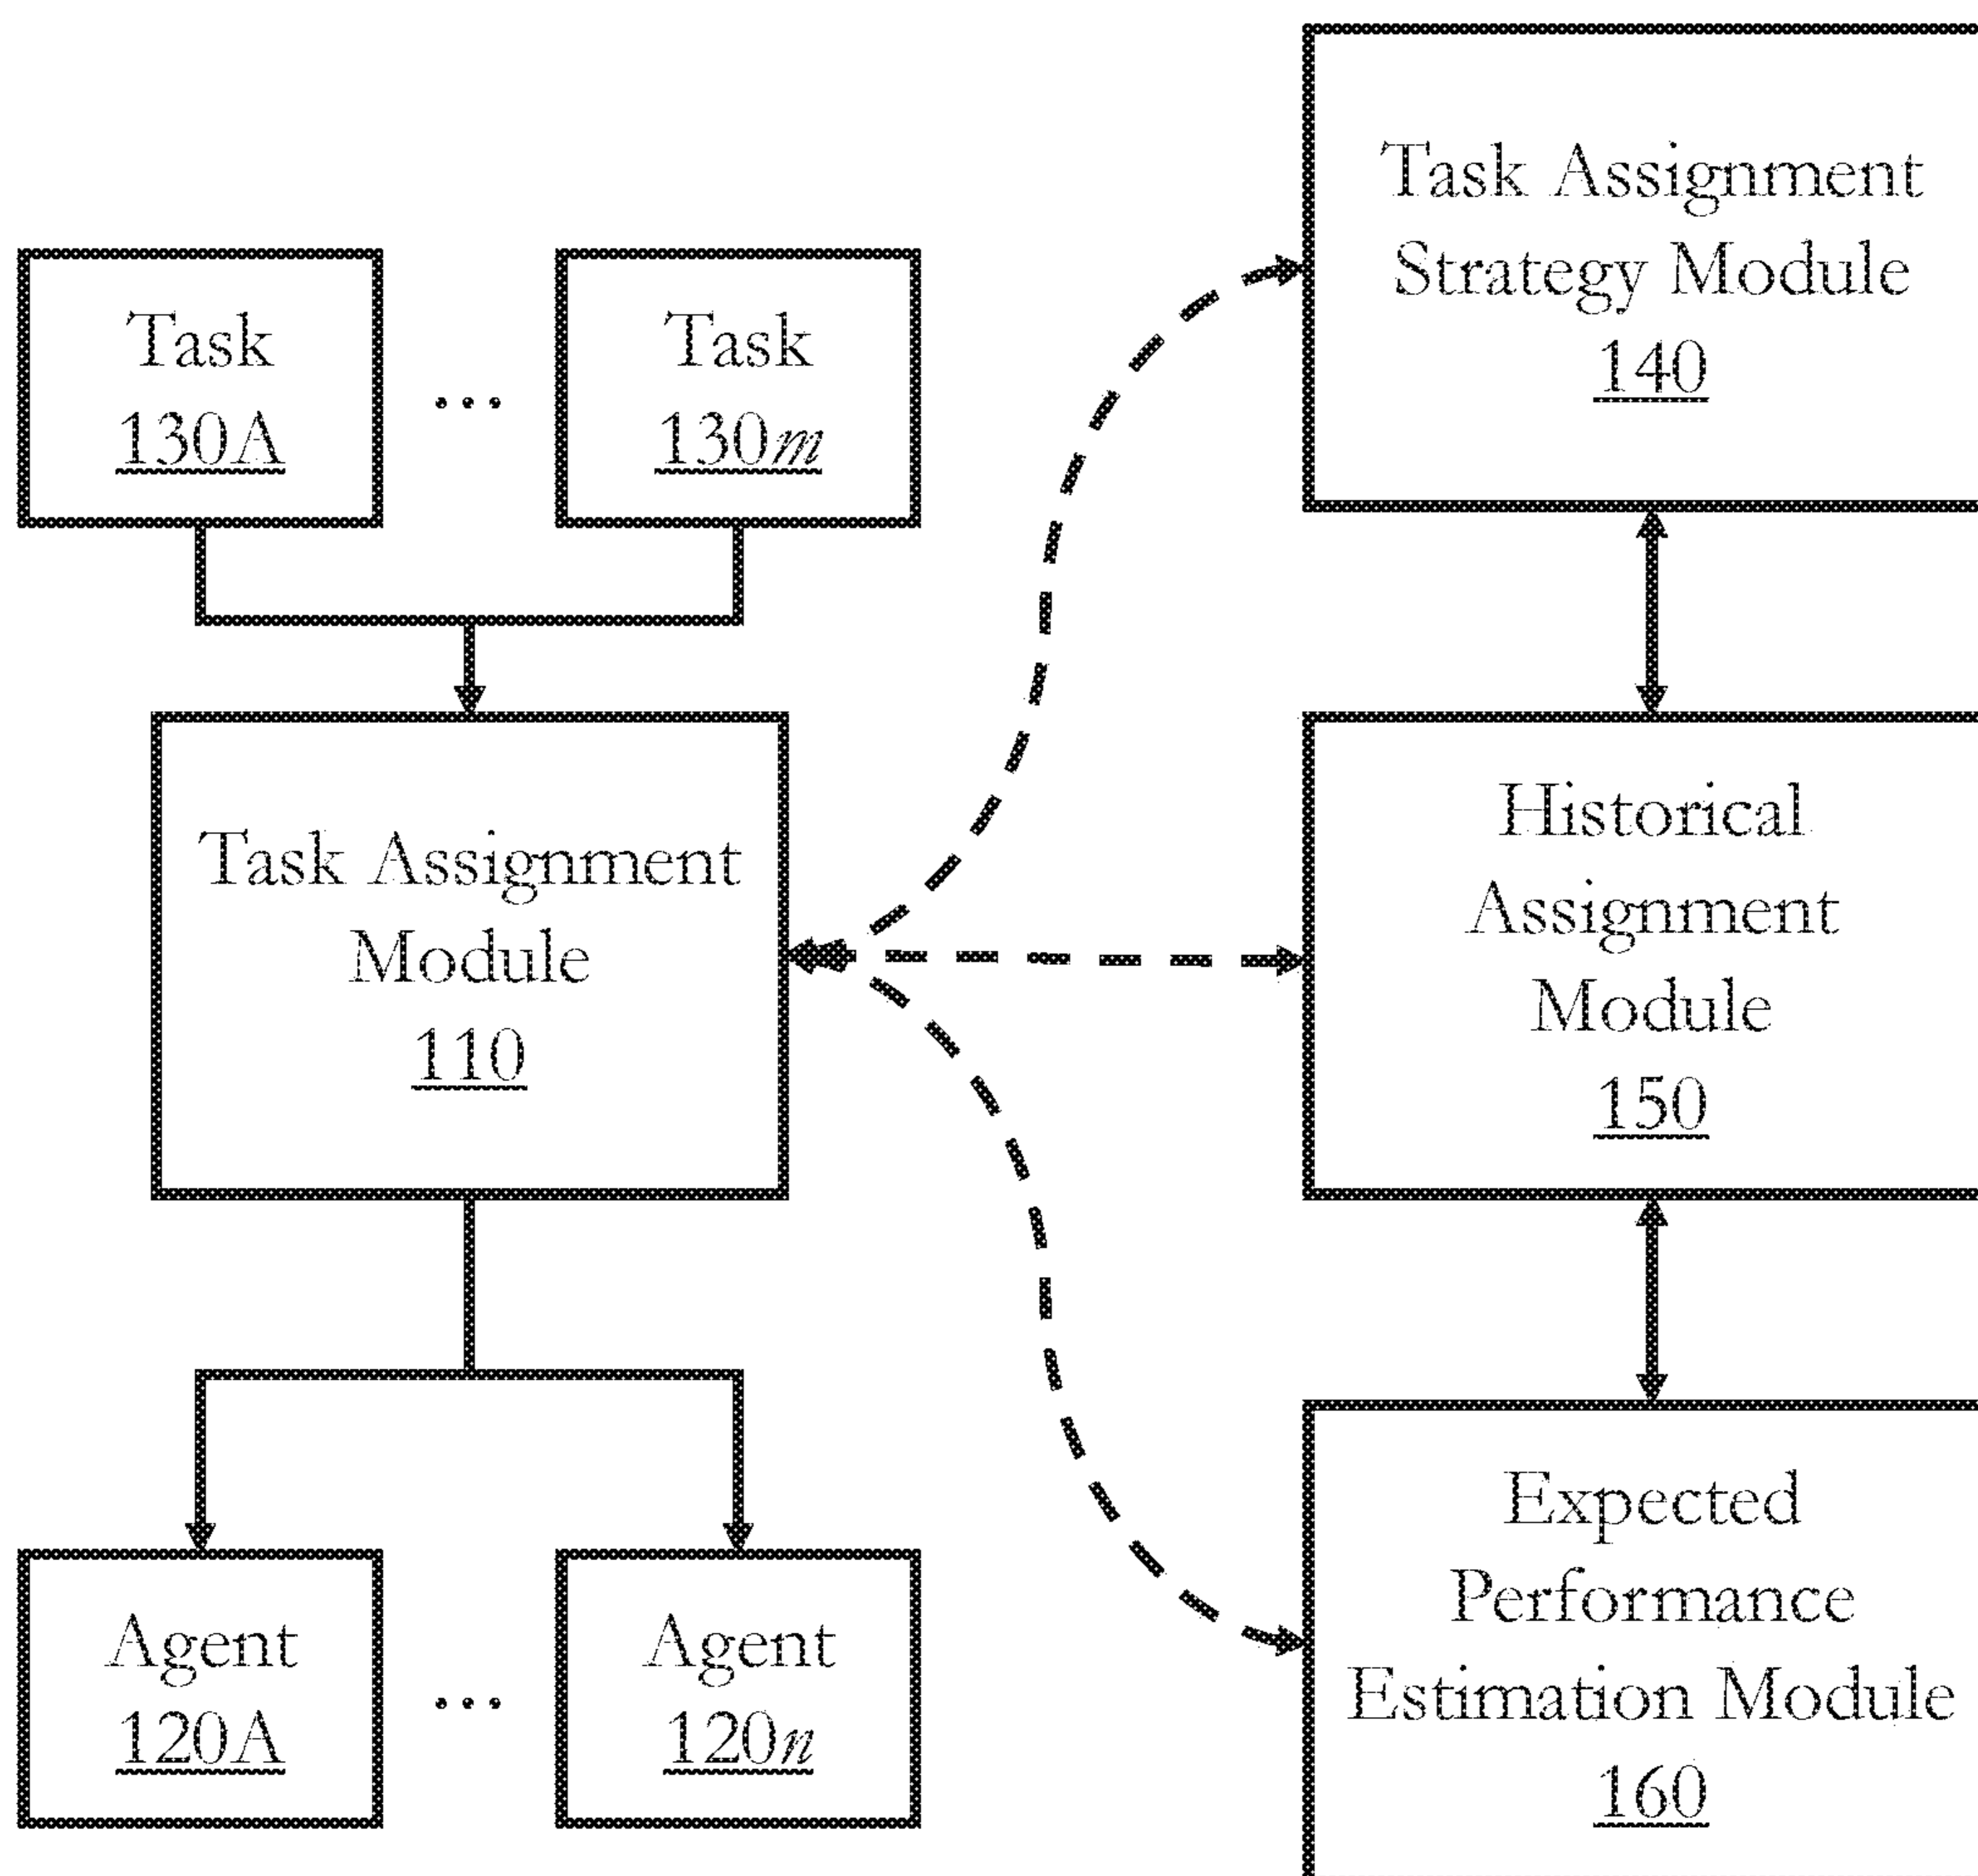 Task Assignment
Strategy Module
140
Task
130A
...
Task
130m
Task Assignment
Module
110
Historical
Assignment
Module
150
Expected
Performance
Estimation Module
160
Agent
120A
...
Agent
120n